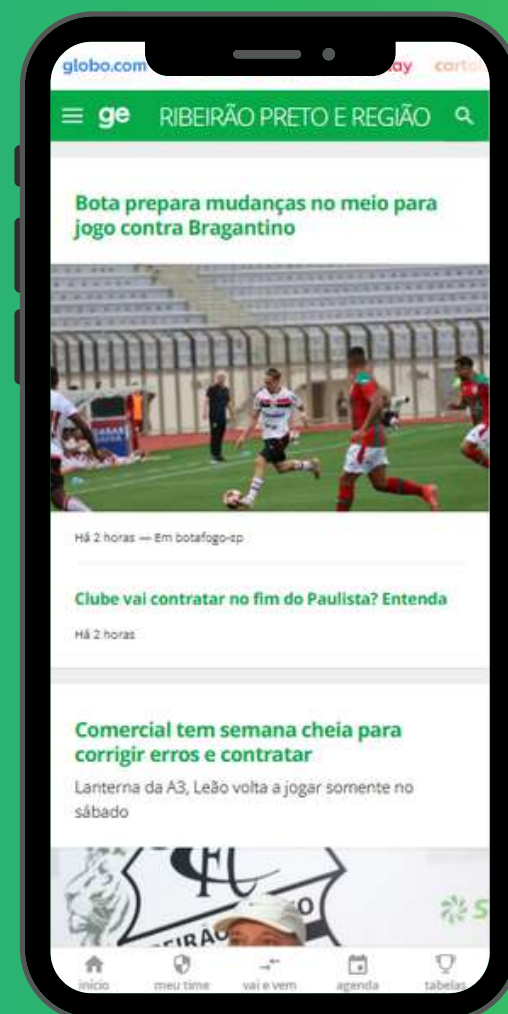 globo.com
ge RIBEIRÃO PRETO E REGIÃO
Bota prepara mudanças no meio para
jogo contra Bragantino
Há 2 horas — Em botafogo-sp
Clube vai contratar no fim do Paulista? Entenda
Há 2 horas
Comercial tem semana cheia para
corrigir erros e contratar
Lanterna da A3, Leão volta a jogar somente no
sábado
início meu time vai e vem agenda tabelas